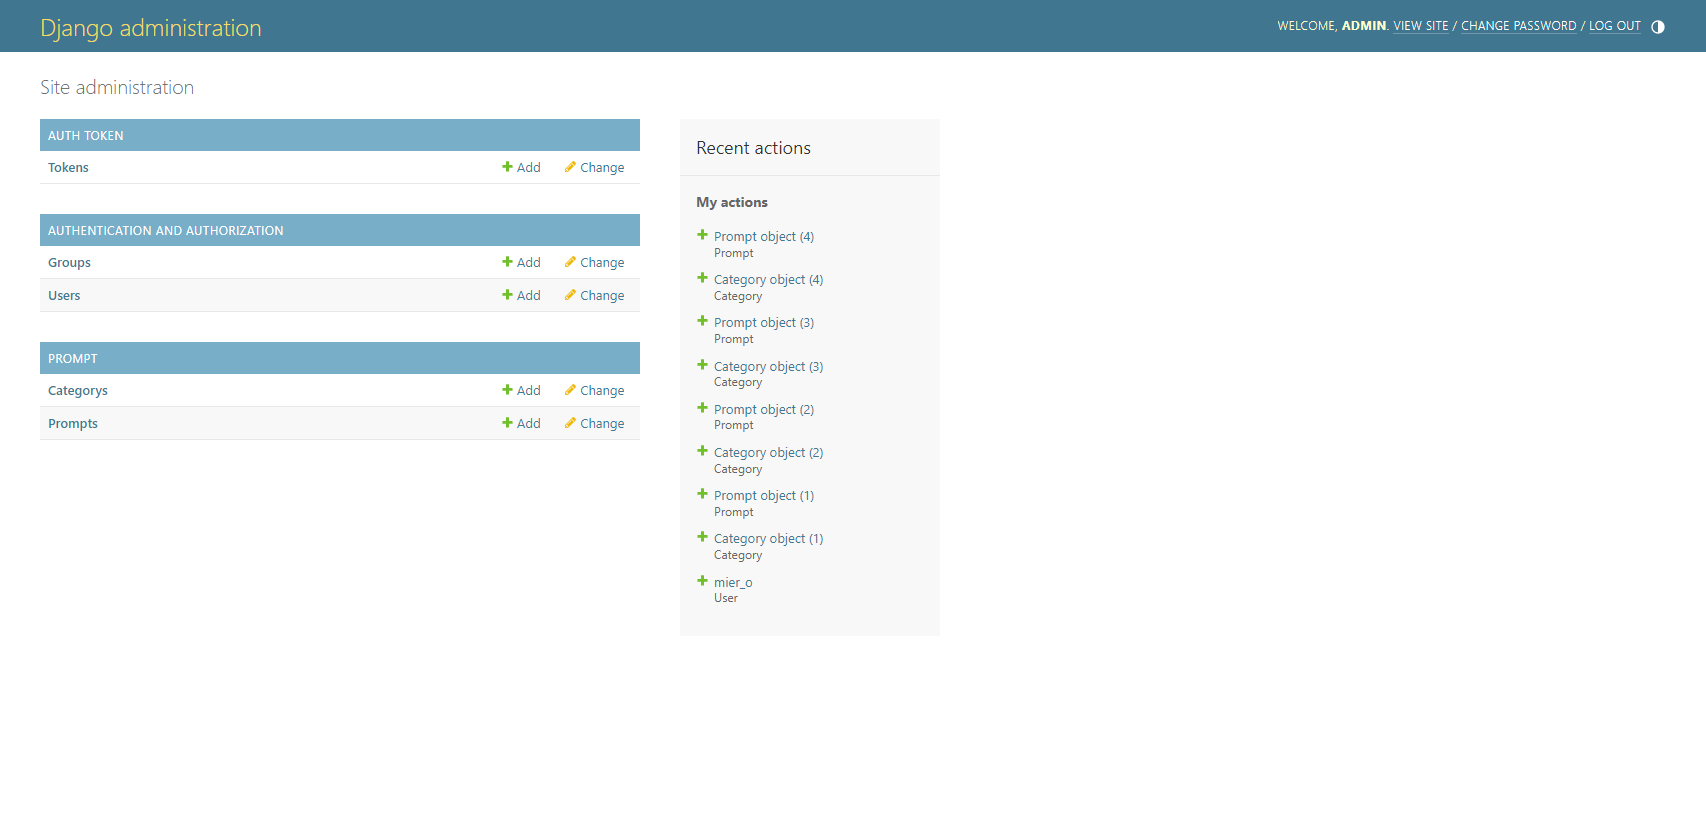 Django administration
WELCOME, ADMIN. VIEW SITE / CHANGE PASSWORD / LOG OUT
Site administration
AUTH TOKEN
Tokens Add Change
AUTHENTICATION AND AUTHORIZATION
Groups Add Change
Users Add Change
PROMPT
Categorys Add Change
Prompts Add Change
Recent actions
My actions
Prompt object (4)
Prompt
Category object (4)
Category
Prompt object (3)
Prompt
Category object (3)
Category
Prompt object (2)
Prompt
Category object (2)
Category
Prompt object (1)
Prompt
Category object (1)
Category
mier_o
User